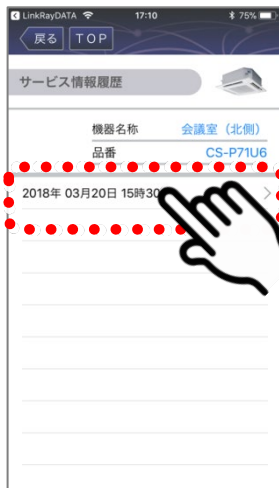 LinkRayDATA 17:10 75%
戻る TOP
サービス情報履歴
機器名称 会議室（北側）
品番 CS-P71U6
2018年 03月20日 15時30